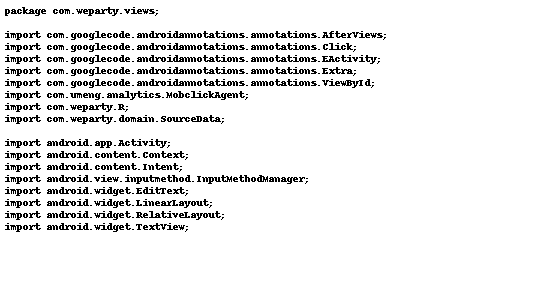 package com.weparty.views;

import com.googlecode.androidannotations.annotations.AfterViews;
import com.googlecode.androidannotations.annotations.Click;
import com.googlecode.androidannotations.annotations.EActivity;
import com.googlecode.androidannotations.annotations.Extra;
import com.googlecode.androidannotations.annotations.ViewById;
import com.umeng.analytics.MobclickAgent;
import com.weparty.R;
import com.weparty.domain.SourceData;

import android.app.Activity;
import android.content.Context;
import android.content.Intent;
import android.view.inputmethod.InputMethodManager;
import android.widget.EditText;
import android.widget.LinearLayout;
import android.widget.RelativeLayout;
import android.widget.TextView;